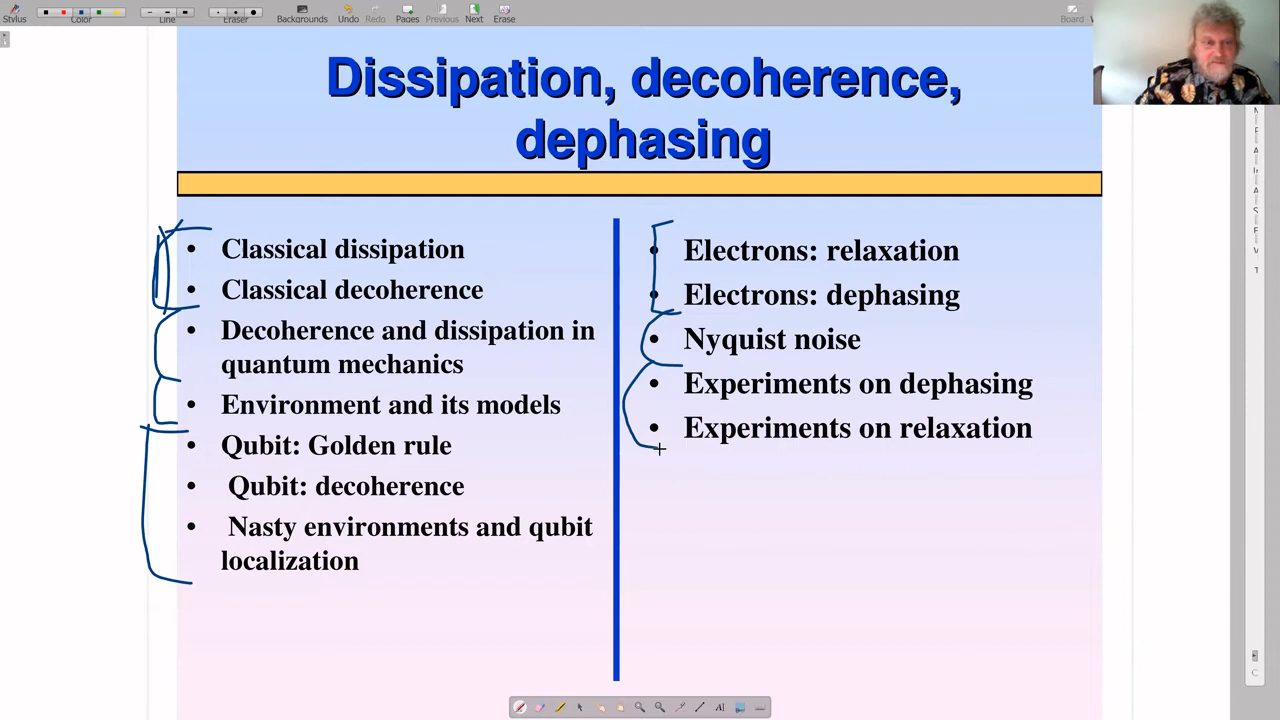 Stylus
Color
Line
Eraser
Backgrounds
Undo
Redo
Pages
Previous
Next
Erase
Board
Dissipation, decoherence,
dephasing
• Classical dissipation
• Classical decoherence
• Decoherence and dissipation in
quantum mechanics
• Environment and its models
• Qubit: Golden rule
• Qubit: decoherence
• Nasty environments and qubit
localization
• Electrons: relaxation
• Electrons: dephasing
• Nyquist noise
• Experiments on dephasing
• Experiments on relaxation